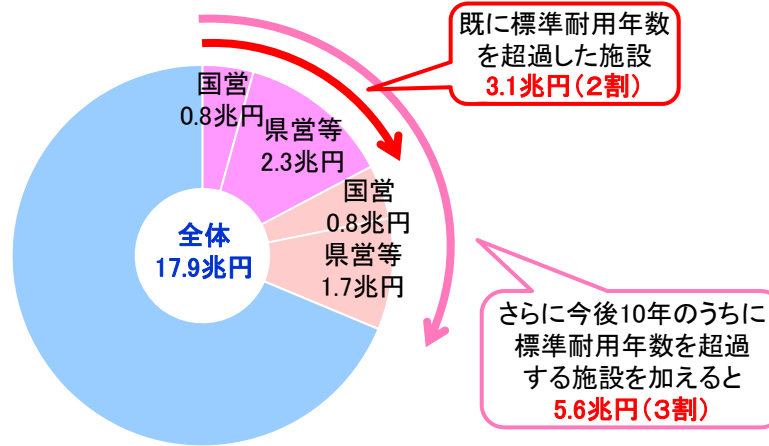 既に標準耐用年数
を超過した施設
3.1兆円(2割)
国営
0.8兆円
県営等
2.3兆円
国営
0.8兆円
県営等
1.7兆円
全体
17.9兆円
さらに今後10年のうちに
標準耐用年数を超過
する施設を加えると
5.6兆円(3割)